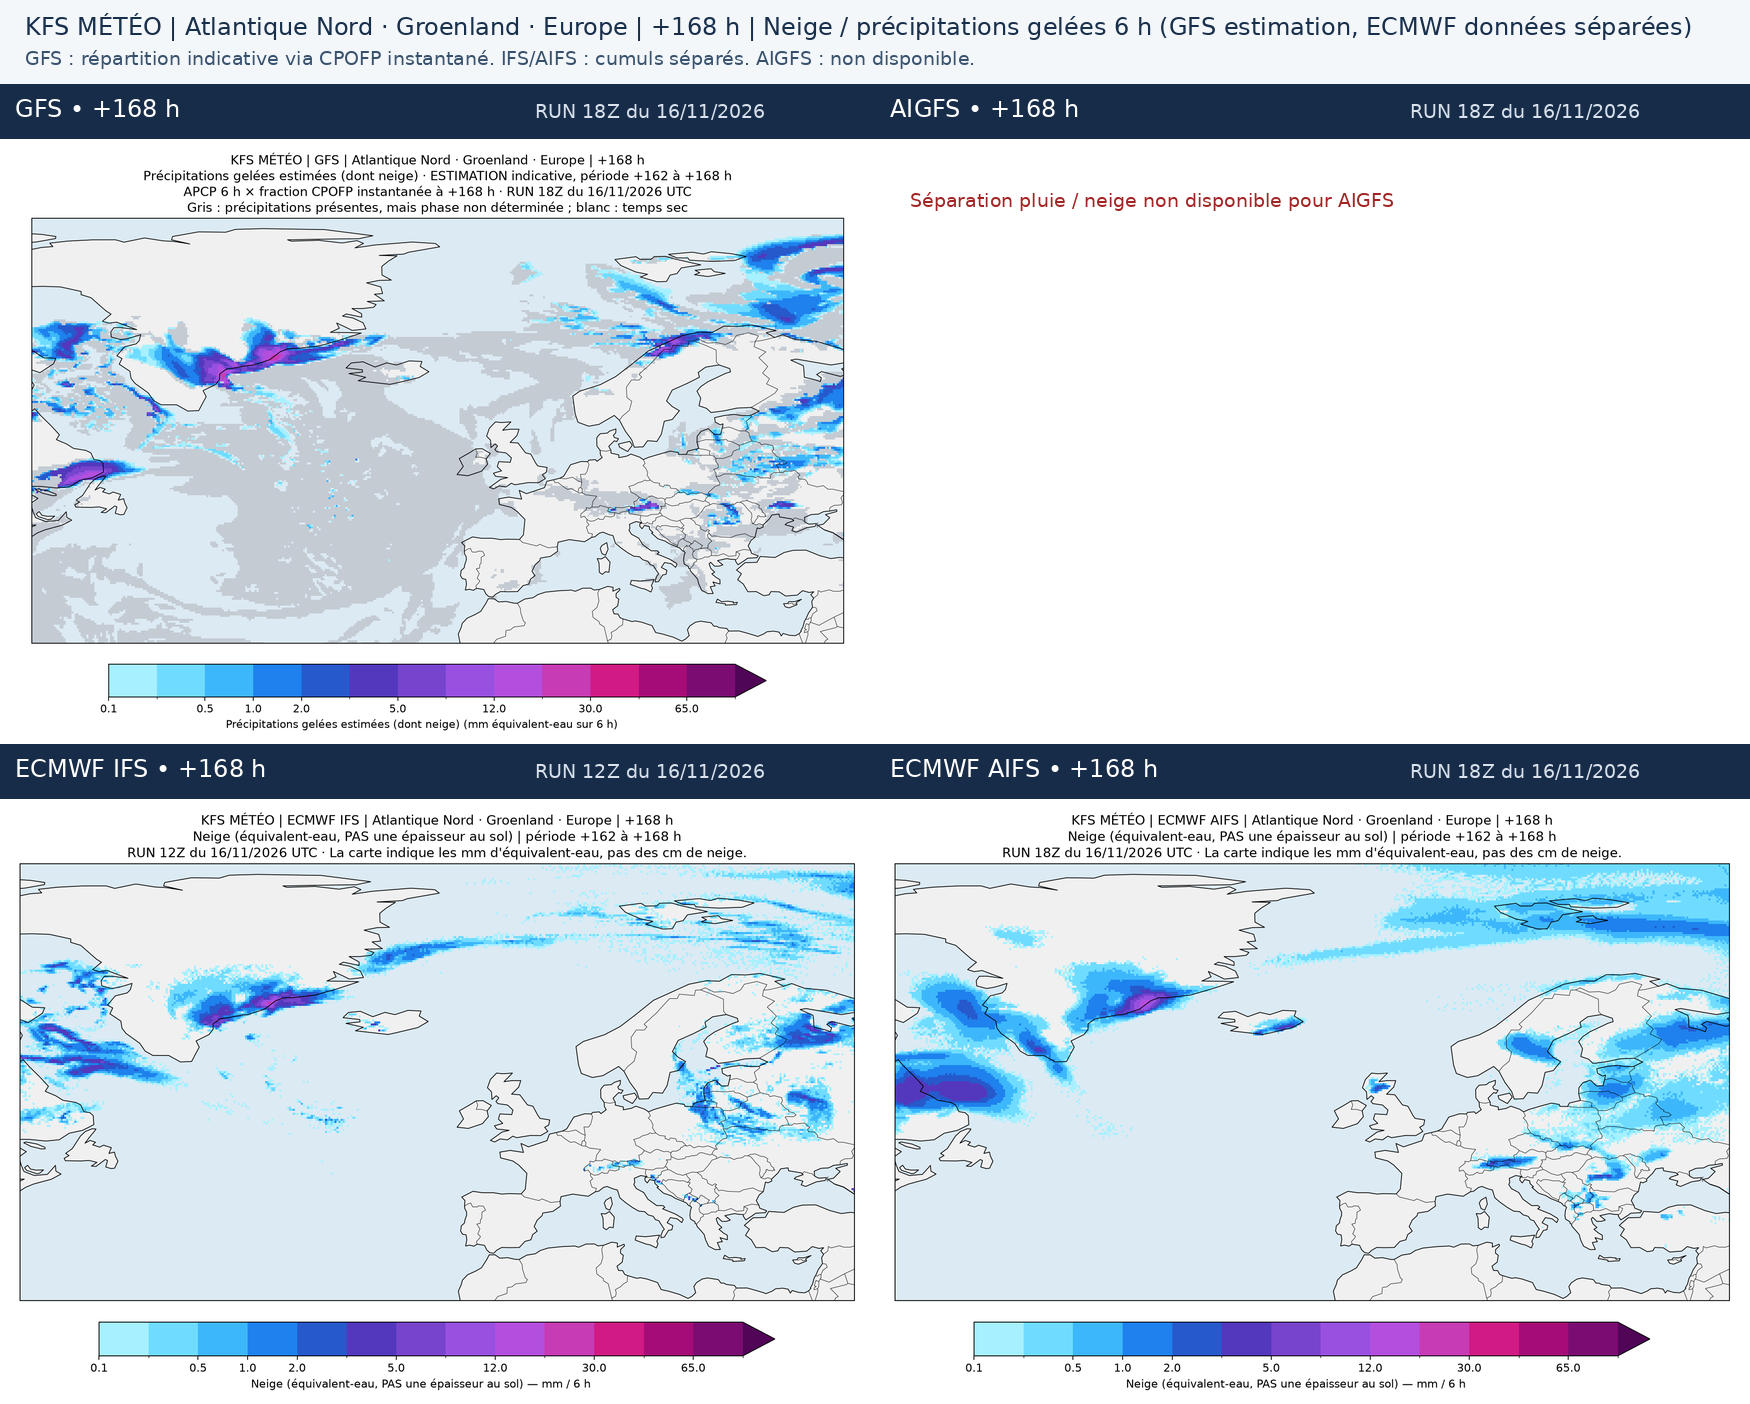 KFS MÉTÉO | Atlantique Nord · Groenland · Europe | +168 h | Neige / précipitations gelées 6 h (GFS estimation, ECMWF données séparées)
GFS : répartition indicative via CPOFP instantané. IFS/AIFS : cumuls séparés. AIGFS : non disponible.
GFS • +168 h
RUN 18Z du 16/11/2026
KFS MÉTÉO | GFS | Atlantique Nord · Groenland · Europe | +168 h
Précipitations gelées estimées (dont neige) · ESTIMATION indicative, période +162 à +168 h
APCP 6 h × fraction CPOFP instantanée à +168 h · RUN 18Z du 16/11/2026 UTC
Gris : précipitations présentes, mais phase non déterminée ; blanc : temps sec
0.1 0.5 1.0 2.0 5.0 12.0 30.0 65.0
Précipitations gelées estimées (dont neige) (mm équivalent-eau sur 6 h)
AIGFS • +168 h
RUN 18Z du 16/11/2026
Séparation pluie / neige non disponible pour AIGFS
ECMWF IFS • +168 h
RUN 12Z du 16/11/2026
KFS MÉTÉO | ECMWF IFS | Atlantique Nord · Groenland · Europe | +168 h
Neige (équivalent-eau, PAS une épaisseur au sol) | période +162 à +168 h
RUN 12Z du 16/11/2026 UTC · La carte indique les mm d'équivalent-eau, pas des cm de neige.
0.1 0.5 1.0 2.0 5.0 12.0 30.0 65.0
Neige (équivalent-eau, PAS une épaisseur au sol) — mm / 6 h
ECMWF AIFS • +168 h
RUN 18Z du 16/11/2026
KFS MÉTÉO | ECMWF AIFS | Atlantique Nord · Groenland · Europe | +168 h
Neige (équivalent-eau, PAS une épaisseur au sol) | période +162 à +168 h
RUN 18Z du 16/11/2026 UTC · La carte indique les mm d'équivalent-eau, pas des cm de neige.
0.1 0.5 1.0 2.0 5.0 12.0 30.0 65.0
Neige (équivalent-eau, PAS une épaisseur au sol) — mm / 6 h